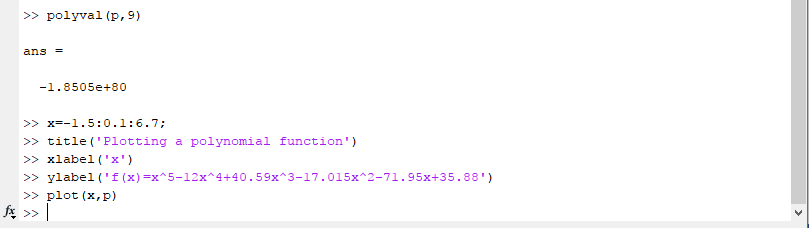 >> polyval(p,9)
ans =
-1.8505e+80
>> x=-1.5:0.1:6.7;
>> title('Plotting a polynomial function')
>> xlabel('x')
>> ylabel('f(x)=x^5-12x^4+40.59x^3-17.015x^2-71.95x+35.88')
>> plot(x,p)
fx >>